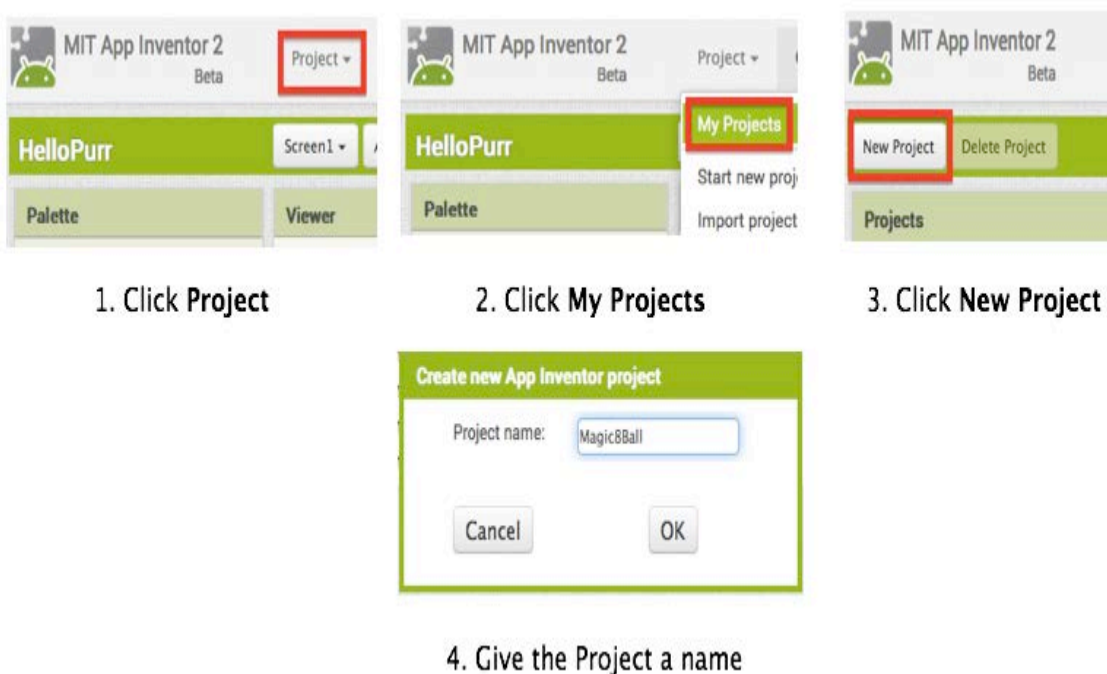 MIT App Inventor 2
Beta
Project
HelloPurr
Screen1
Palette
Viewer
1. Click Project
MIT App Inventor 2
Beta
Project
My Projects
HelloPurr
Start new proj
Palette
Import project
2. Click My Projects
MIT App Inventor 2
Beta
New Project
Delete Project
Projects
3. Click New Project
Create new App Inventor project
Project name:
Magic8Ball
Cancel
OK
4. Give the Project a name